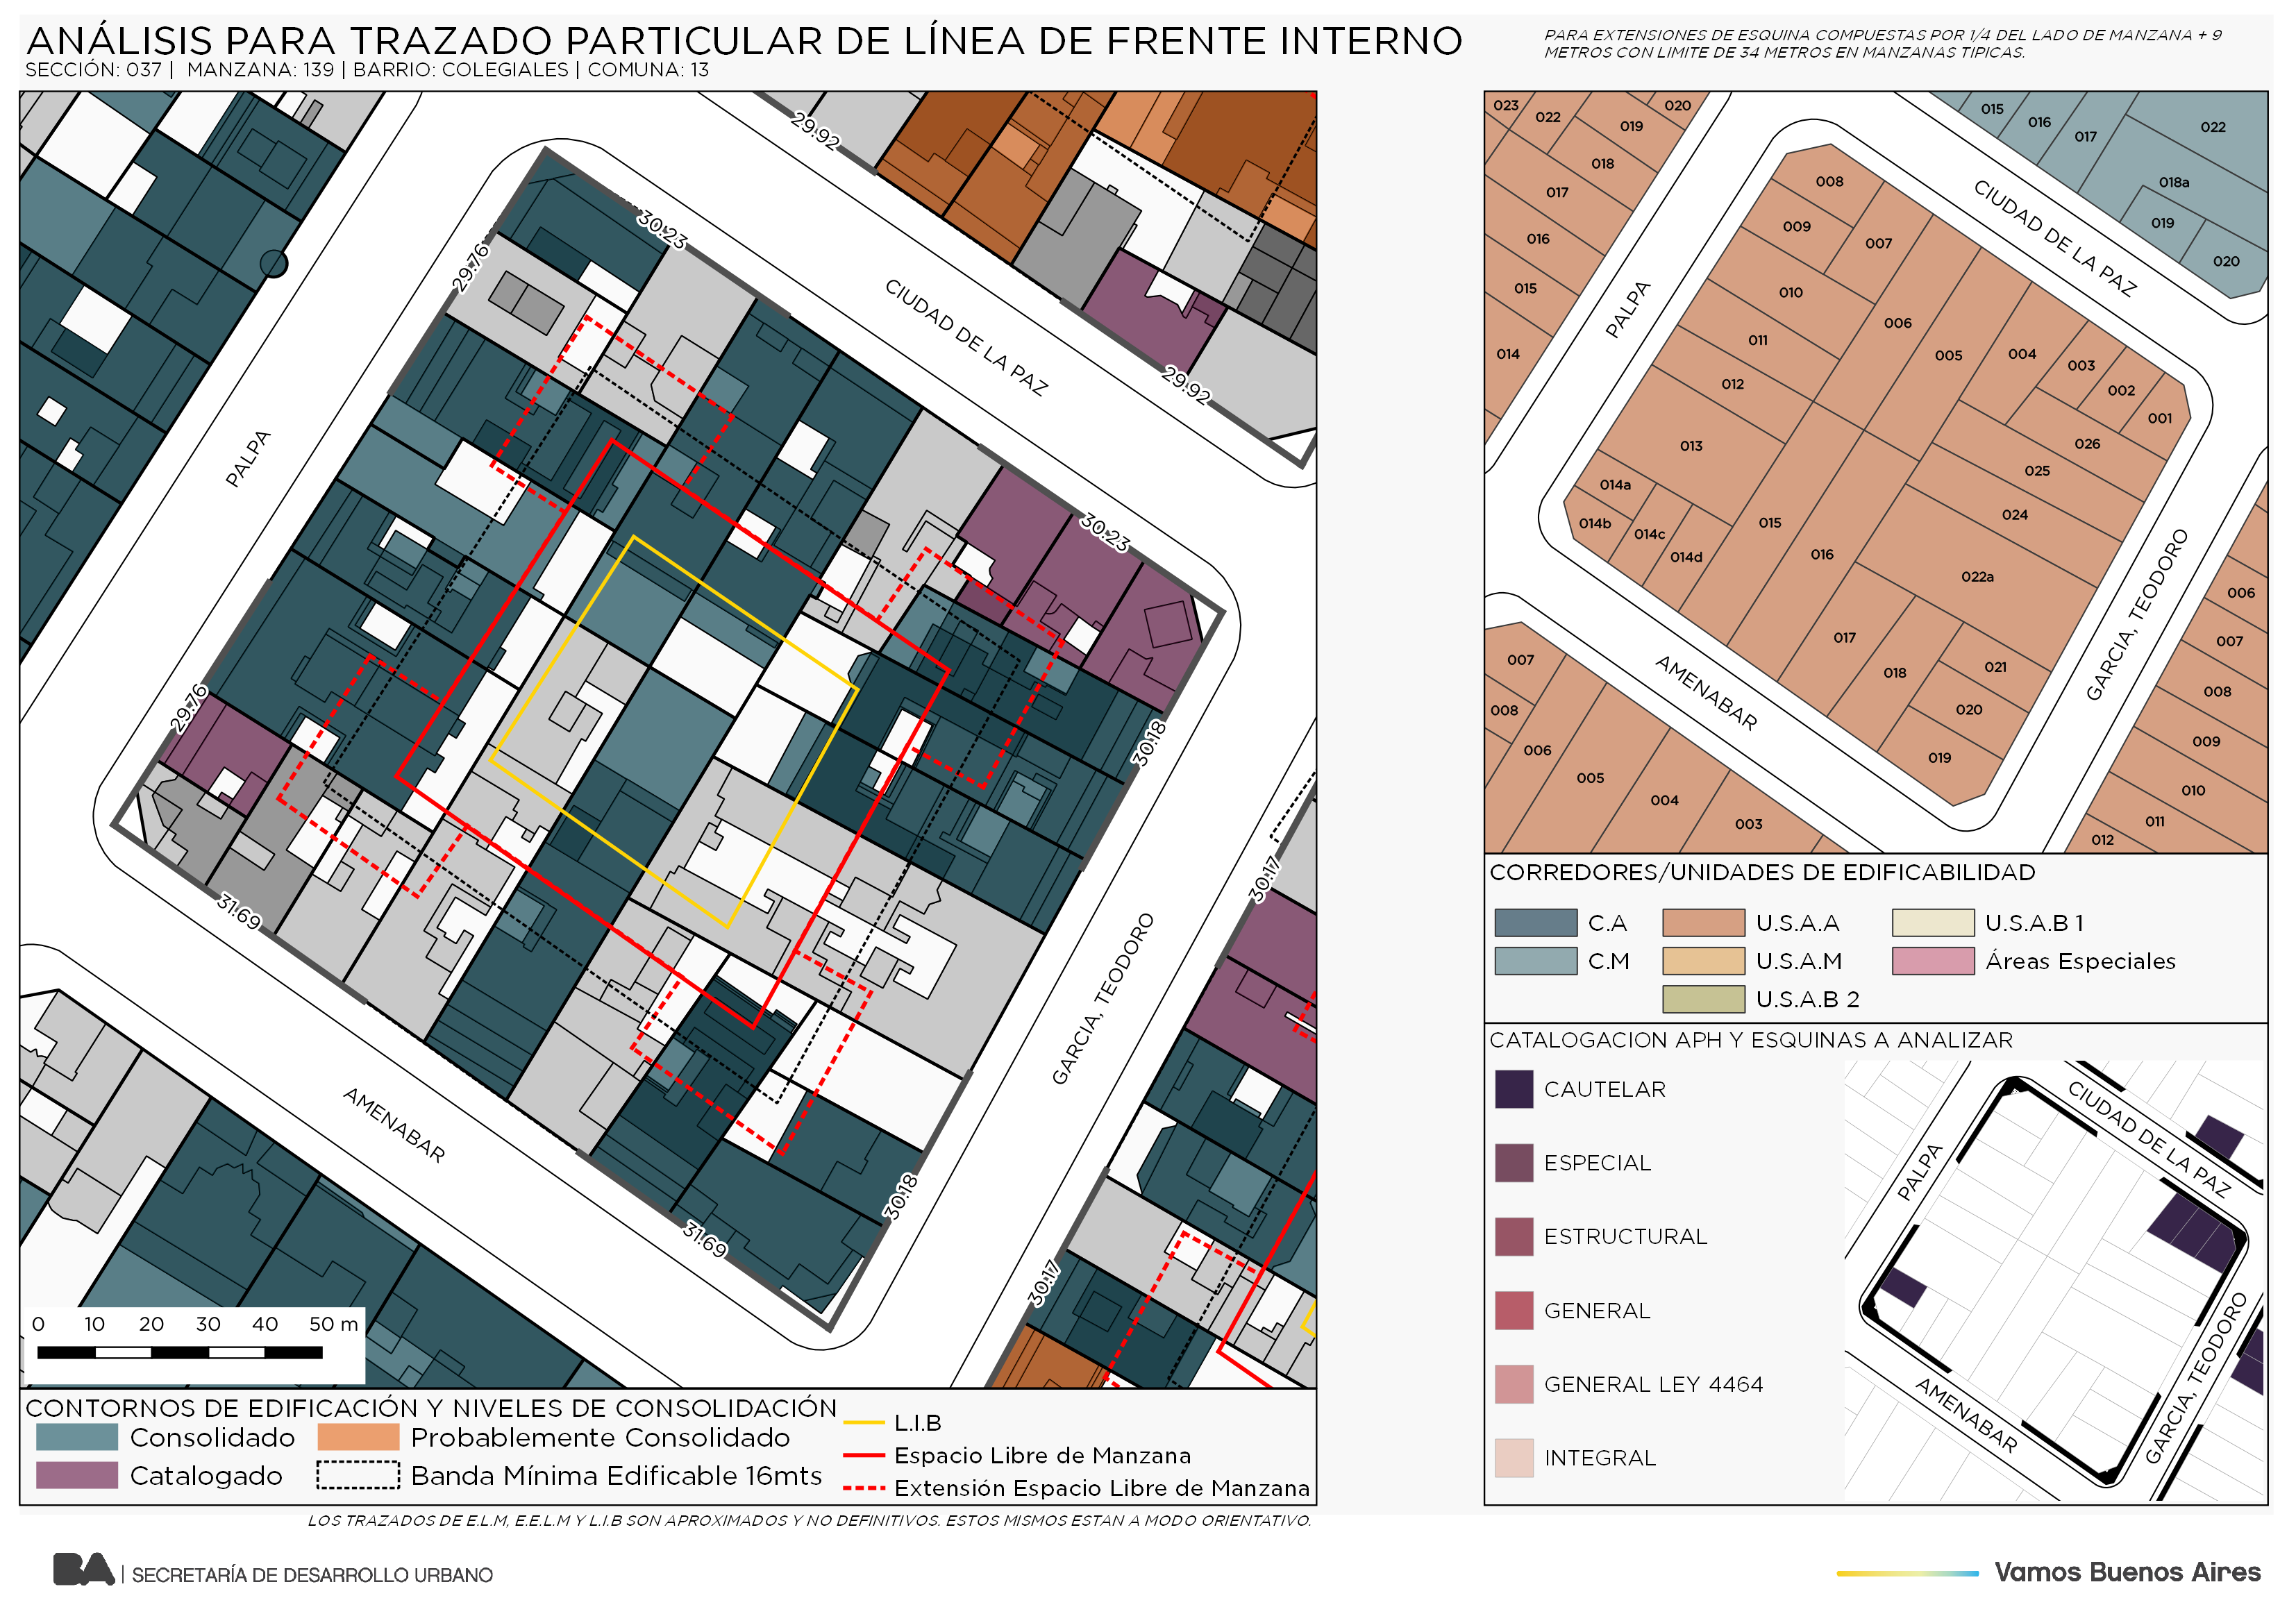 ANÁLISIS PARA TRAZADO PARTICULAR DE LÍNEA DE FRENTE INTERNO
SECCIÓN: 037 | MANZANA: 139 | BARRIO: COLEGIALES | COMUNA: 13
PARA EXTENSIONES DE ESQUINA COMPUESTAS POR 1/4 DEL LADO DE MANZANA + 9
METROS CON LIMITE DE 34 METROS EN MANZANAS TIPICAS.
29.92
30.23
29.76
CIUDAD DE LA PAZ
29.92
PALPA
30.23
29.76
30.18
31.69
30.17
GARCIA, TEODORO
AMENABAR
30.18
31.69
30.17
0 10 20 30 40 50 m
CONTORNOS DE EDIFICACIÓN Y NIVELES DE CONSOLIDACIÓN
Consolidado
Probablemente Consolidado
Catalogado
Banda Mínima Edificable 16mts
L.I.B
Espacio Libre de Manzana
Extensión Espacio Libre de Manzana
LOS TRAZADOS DE E.L.M, E.E.L.M Y L.I.B SON APROXIMADOS Y NO DEFINITIVOS. ESTOS MISMOS ESTAN A MODO ORIENTATIVO.
023
022
020
019
018
017
016
015
014
015
016
017
022
018a
019
020
008
009
007
010
006
011
005
004
003
002
001
012
013
026
025
024
014a
014b
014c
014d
015
016
022a
017
018
021
020
019
PALPA
CIUDAD DE LA PAZ
GARCIA, TEODORO
AMENABAR
007
008
006
005
004
003
006
007
008
009
010
011
012
CORREDORES/UNIDADES DE EDIFICABILIDAD
C.A
U.S.A.A
U.S.A.B 1
C.M
U.S.A.M
Áreas Especiales
U.S.A.B 2
CATALOGACION APH Y ESQUINAS A ANALIZAR
CAUTELAR
ESPECIAL
ESTRUCTURAL
GENERAL
GENERAL LEY 4464
INTEGRAL
CIUDAD DE LA PAZ
PALPA
GARCIA, TEODORO
AMENABAR
BA | SECRETARÍA DE DESARROLLO URBANO
Vamos Buenos Aires